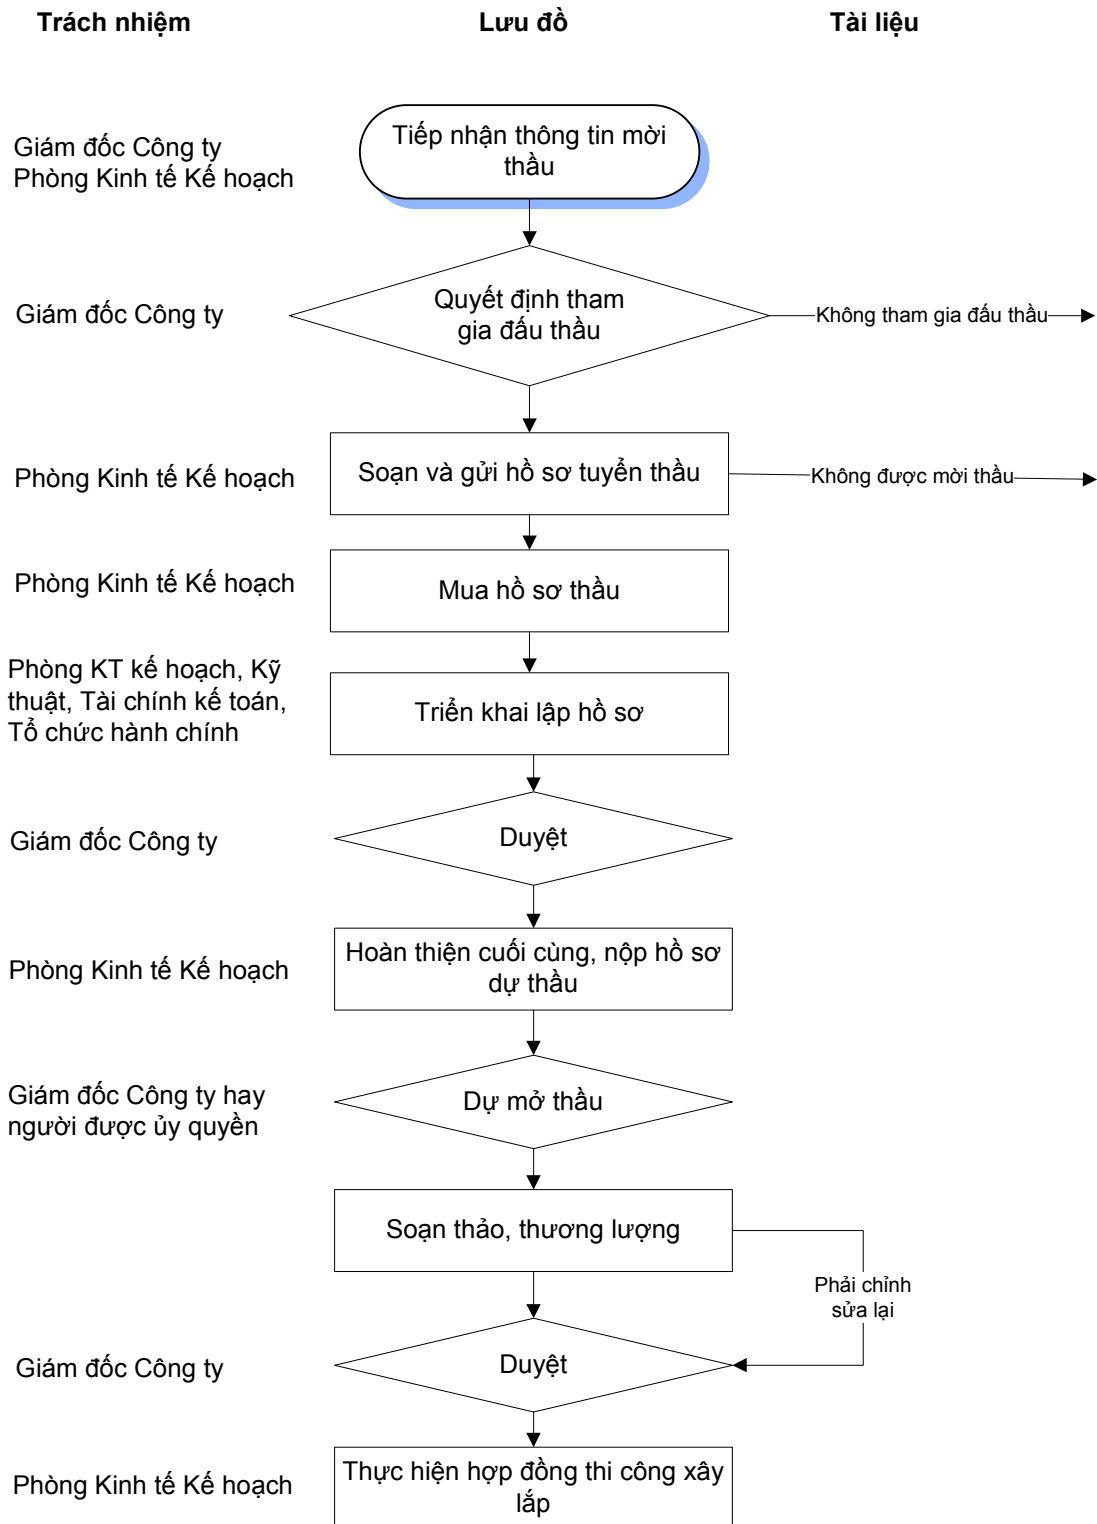 Trách nhiệm
Lưu đồ
Tài liệu
Giám đốc Công ty
Phòng Kinh tế Kế hoạch
Tiếp nhận thông tin mời
thầu
Giám đốc Công ty
Quyết định tham
gia đấu thầu
Không tham gia đấu thầu
Phòng Kinh tế Kế hoạch
Soạn và gửi hồ sơ tuyển thầu
Không được mời thầu
Phòng Kinh tế Kế hoạch
Mua hồ sơ thầu
Phòng KT kế hoạch, Kỹ
thuật, Tài chính kế toán,
Tổ chức hành chính
Triển khai lập hồ sơ
Giám đốc Công ty
Duyệt
Phòng Kinh tế Kế hoạch
Hoàn thiện cuối cùng, nộp hồ sơ
dự thầu
Giám đốc Công ty hay
người được ủy quyền
Dự mở thầu
Soạn thảo, thương lượng
Phải chỉnh
sửa lại
Giám đốc Công ty
Duyệt
Phòng Kinh tế Kế hoạch
Thực hiện hợp đồng thi công xây
lắp